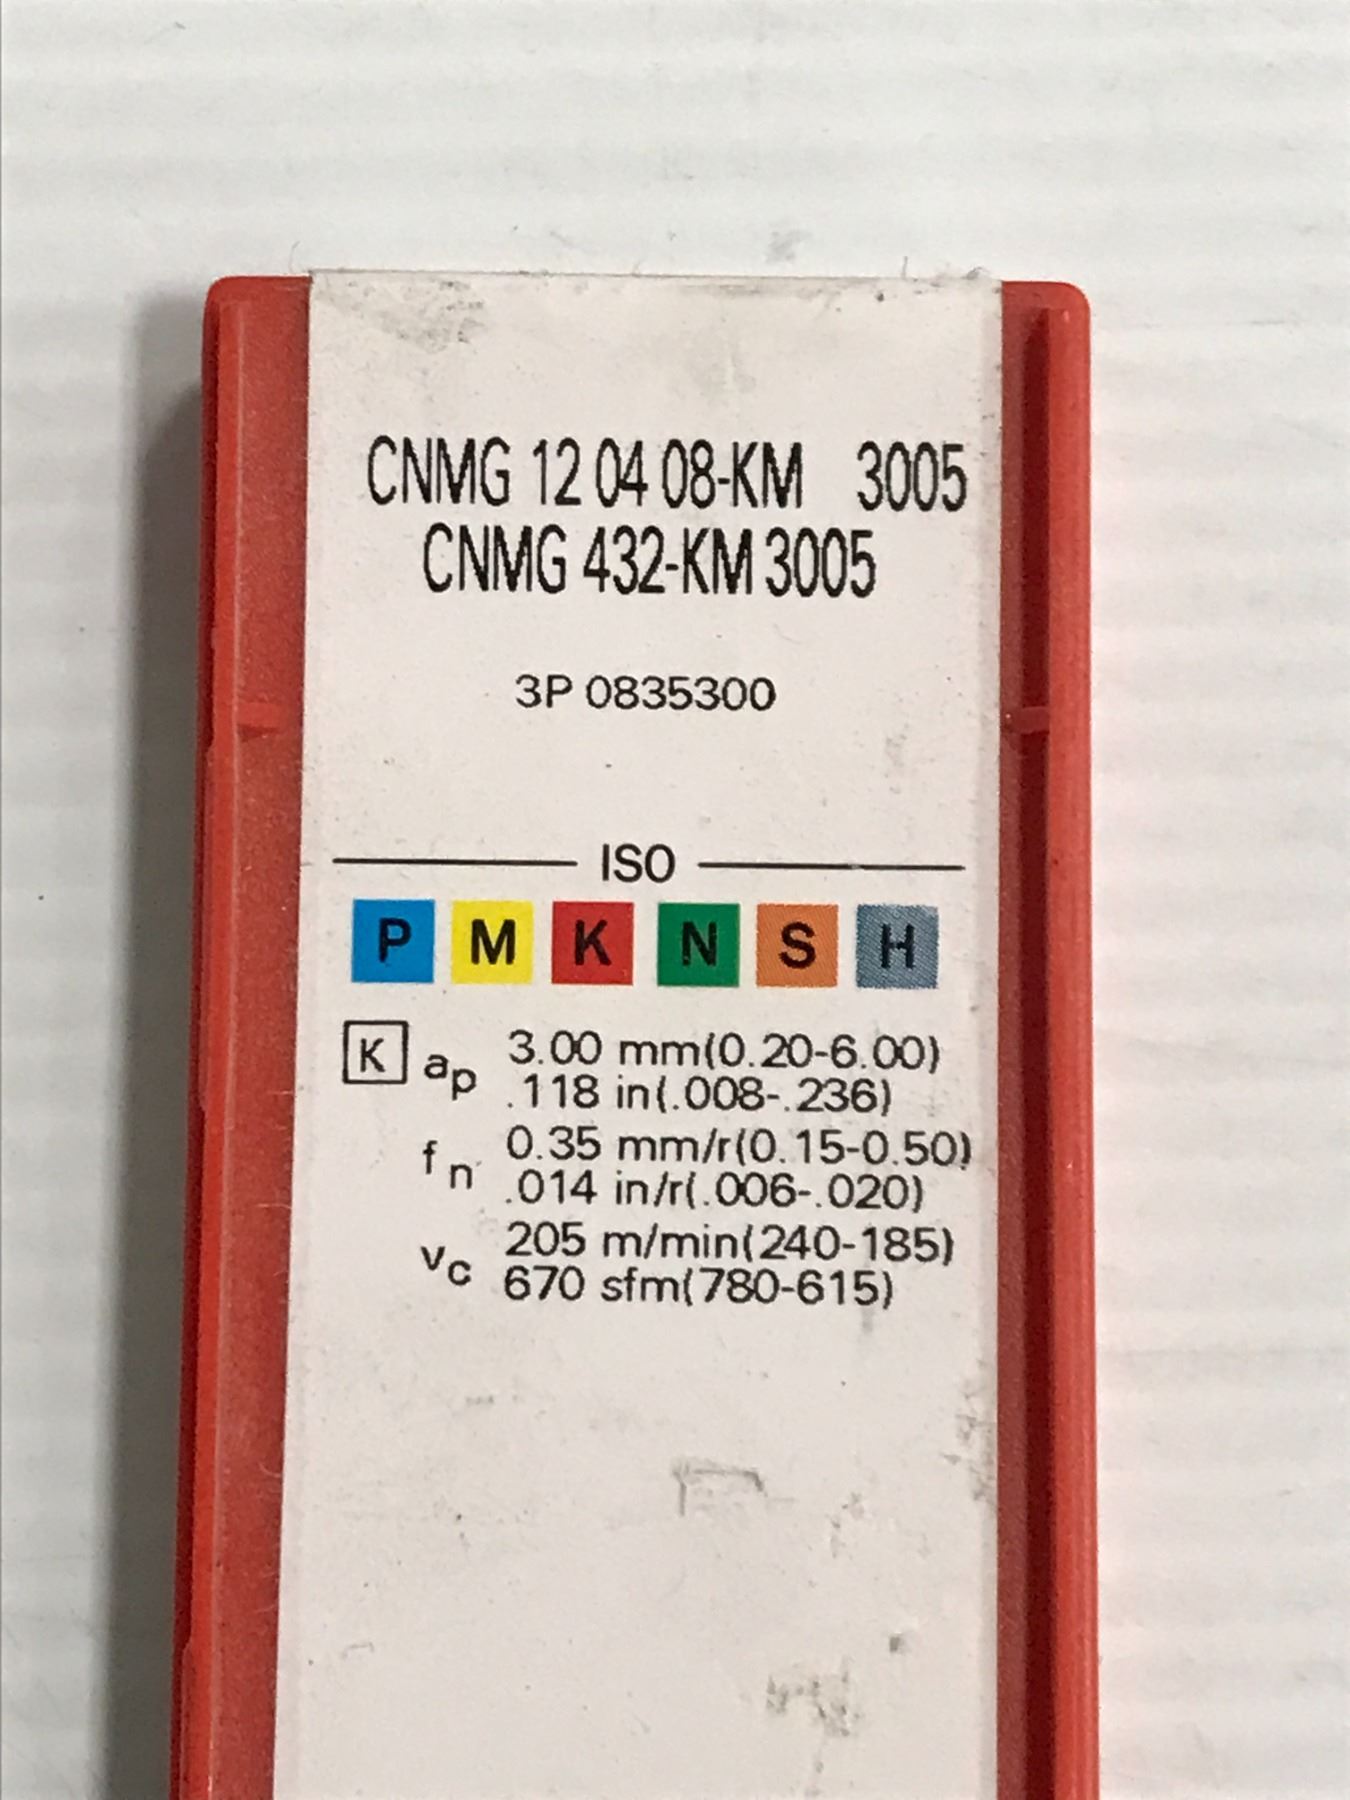 CNMG 12 04 08-KM 3005
CNMG 432-KM 3005
3P 0835300
ISO
P M K N S H
K ap 3.00 mm(0.20-6.00)
.118 in(.008-.236)
fn 0.35 mm/r(0.15-0.50)
.014 in/r(.006-.020)
vc 205 m/min(240-185)
670 sfm(780-615)